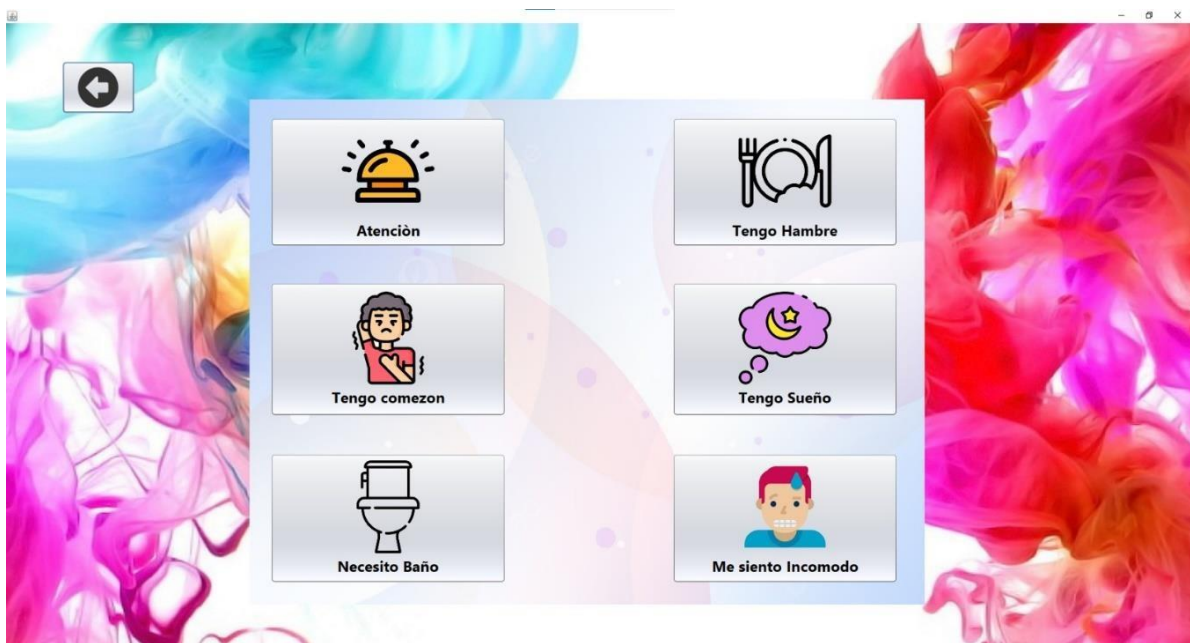 Atenciòn
Tengo Hambre
Tengo comezon
Tengo Sueño
Necesito Baño
Me siento Incomodo